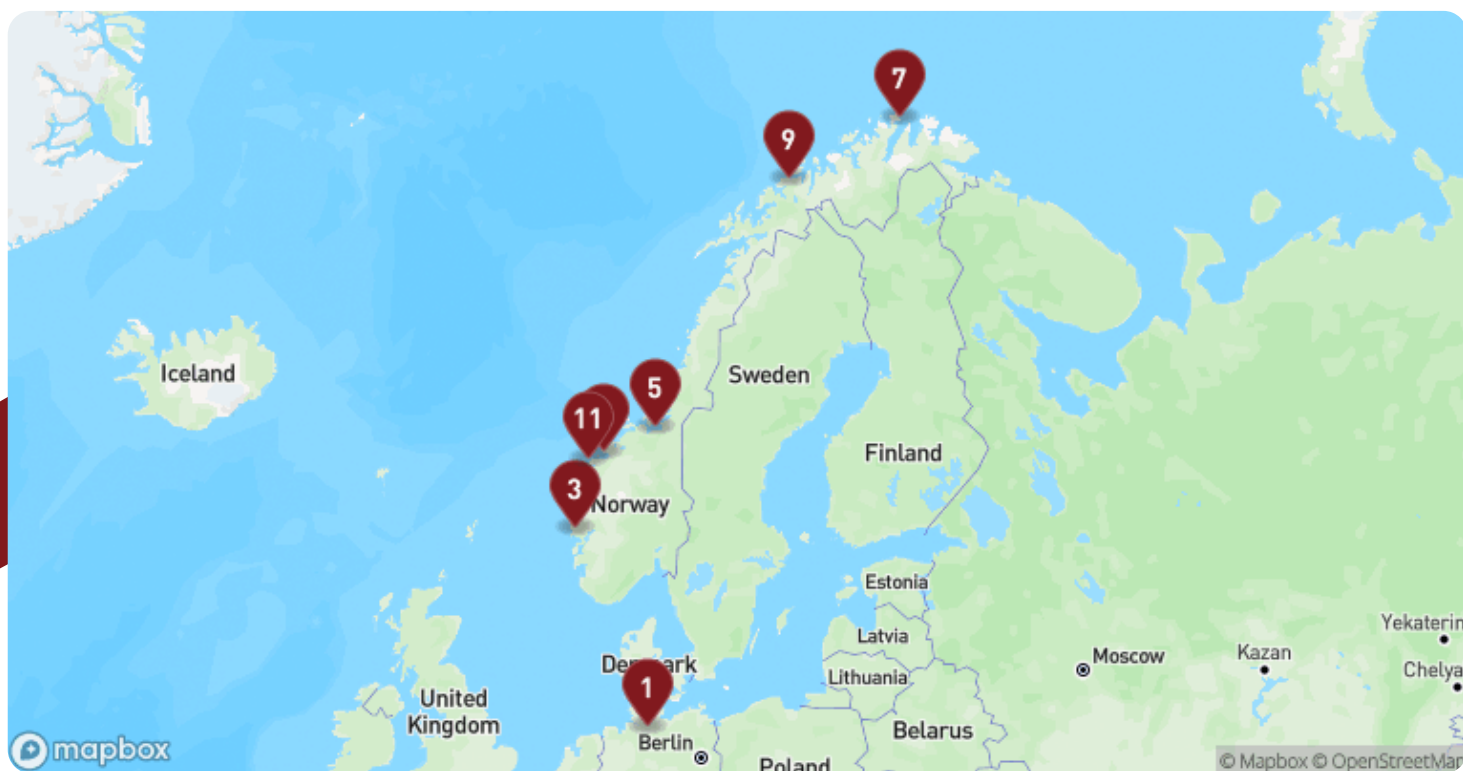 7
9
Iceland
Sweden
5
11
Finland
3
Norway
Estonia
Latvia
Yekaterin
Kazan
Moscow
Denmark
Chelya
Lithuania
1
United
Kingdom
Belarus
Berlin
Poland
mapbox
© Mapbox © OpenStreetMap